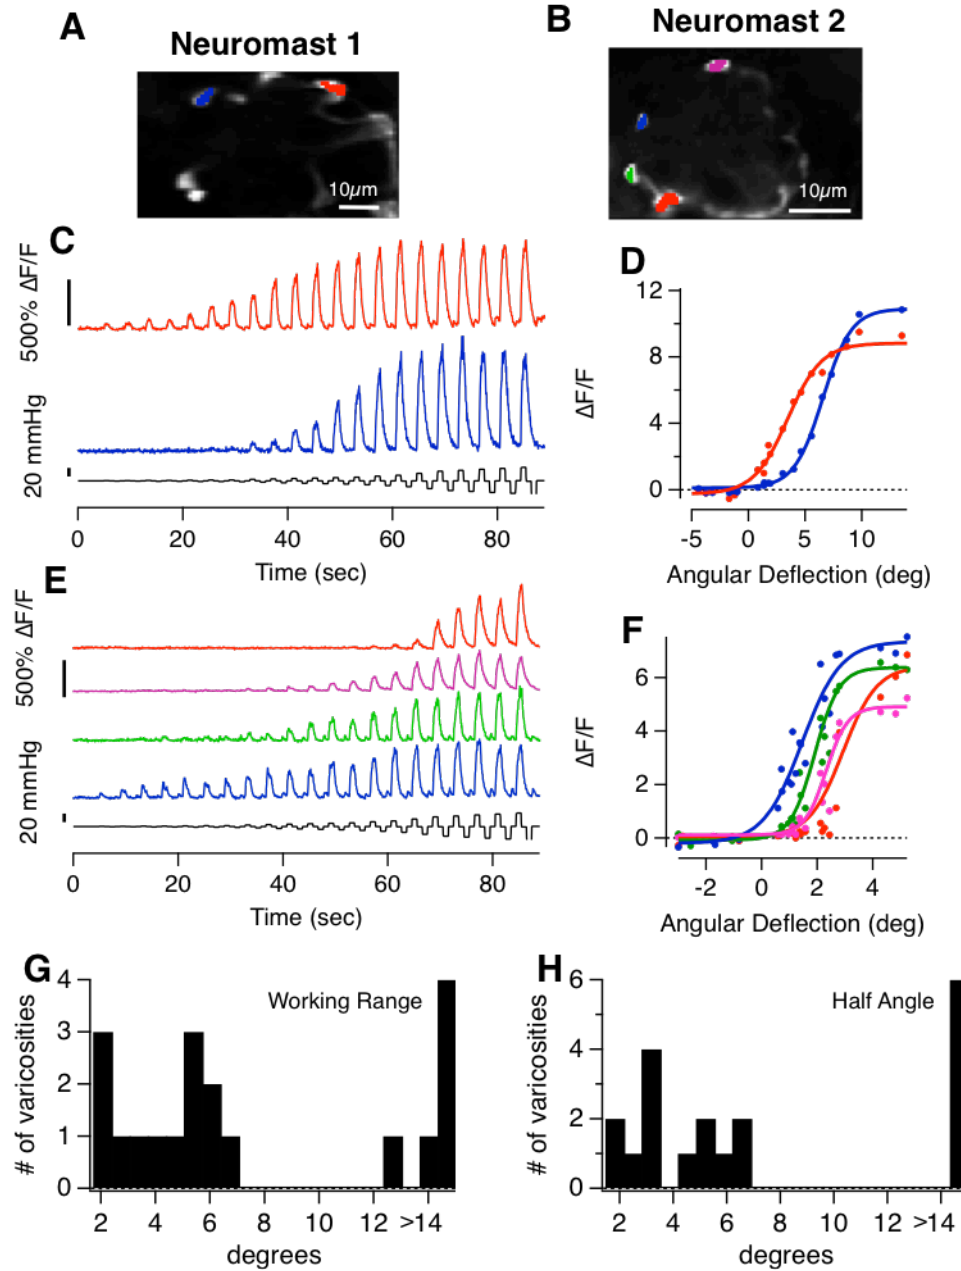 A
Neuromast 1
10µm
B
Neuromast 2
10µm
C
500% ΔF/F
20 mmHg
0 20 40 60 80
Time (sec)
D
12
8
4
0
ΔF/F
-5 0 5 10
Angular Deflection (deg)
E
500% ΔF/F
20 mmHg
0 20 40 60 80
Time (sec)
F
6
4
2
0
ΔF/F
-2 0 2 4
Angular Deflection (deg)
G
Working Range
4
3
2
1
0
# of varicosities
2 4 6 8 10 12 >14
degrees
H
Half Angle
6
4
2
0
# of varicosities
2 4 6 8 10 12 >14
degrees